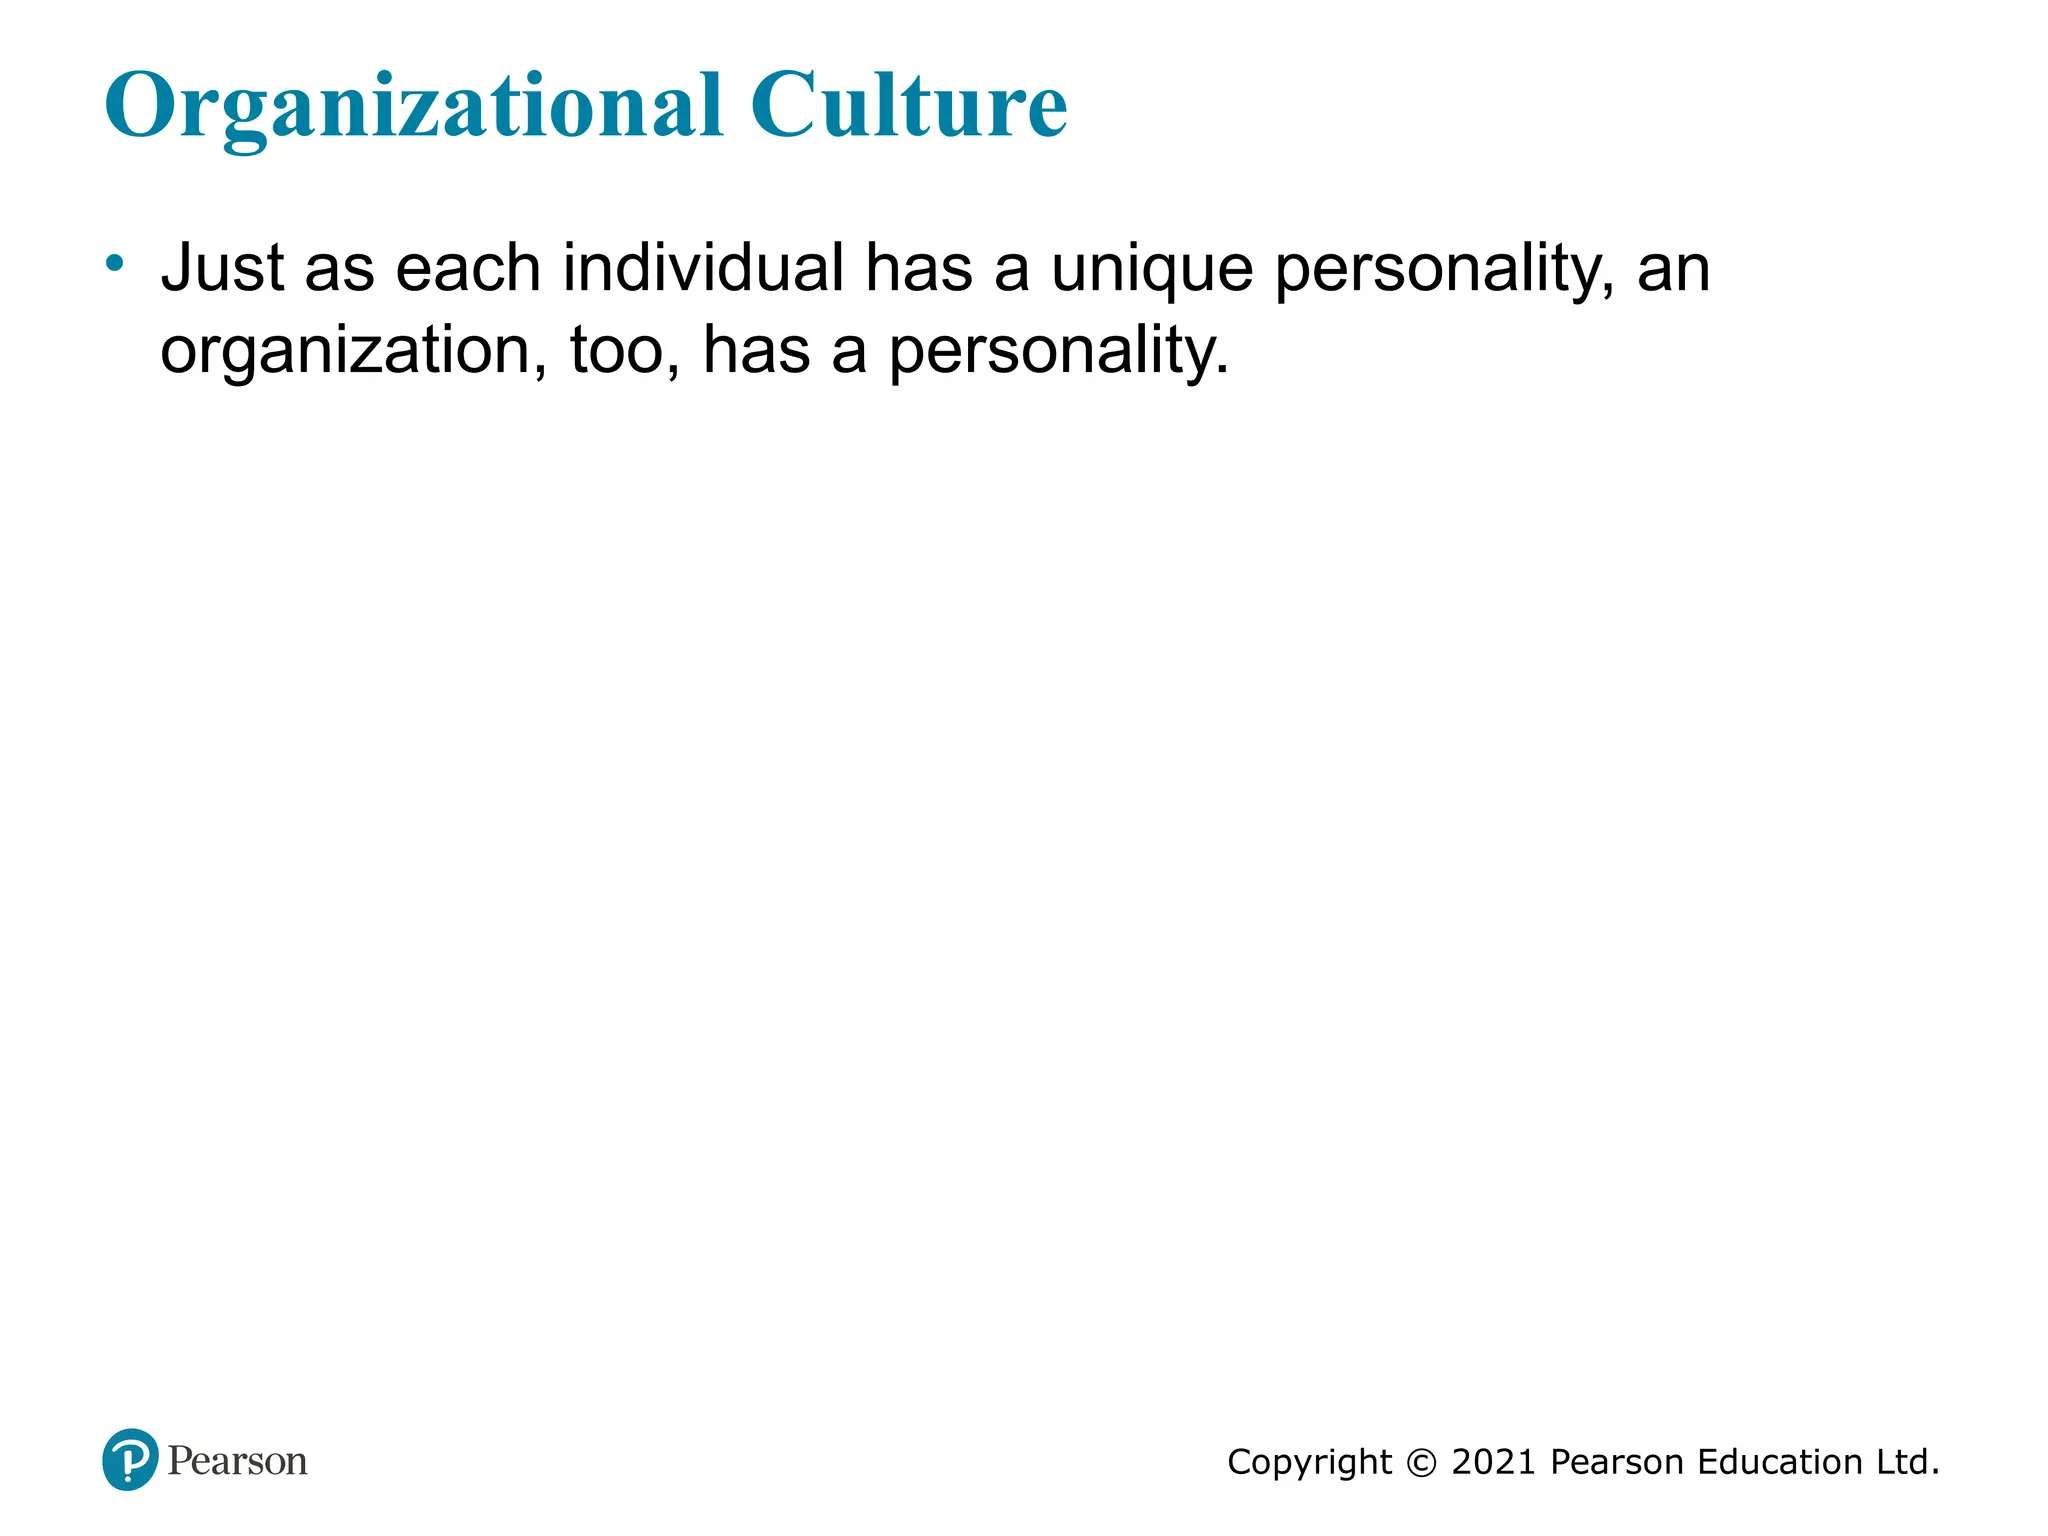 Organizational Culture
• Just as each individual has a unique personality, an
organization, too, has a personality.
Pearson
Copyright © 2021 Pearson Education Ltd.